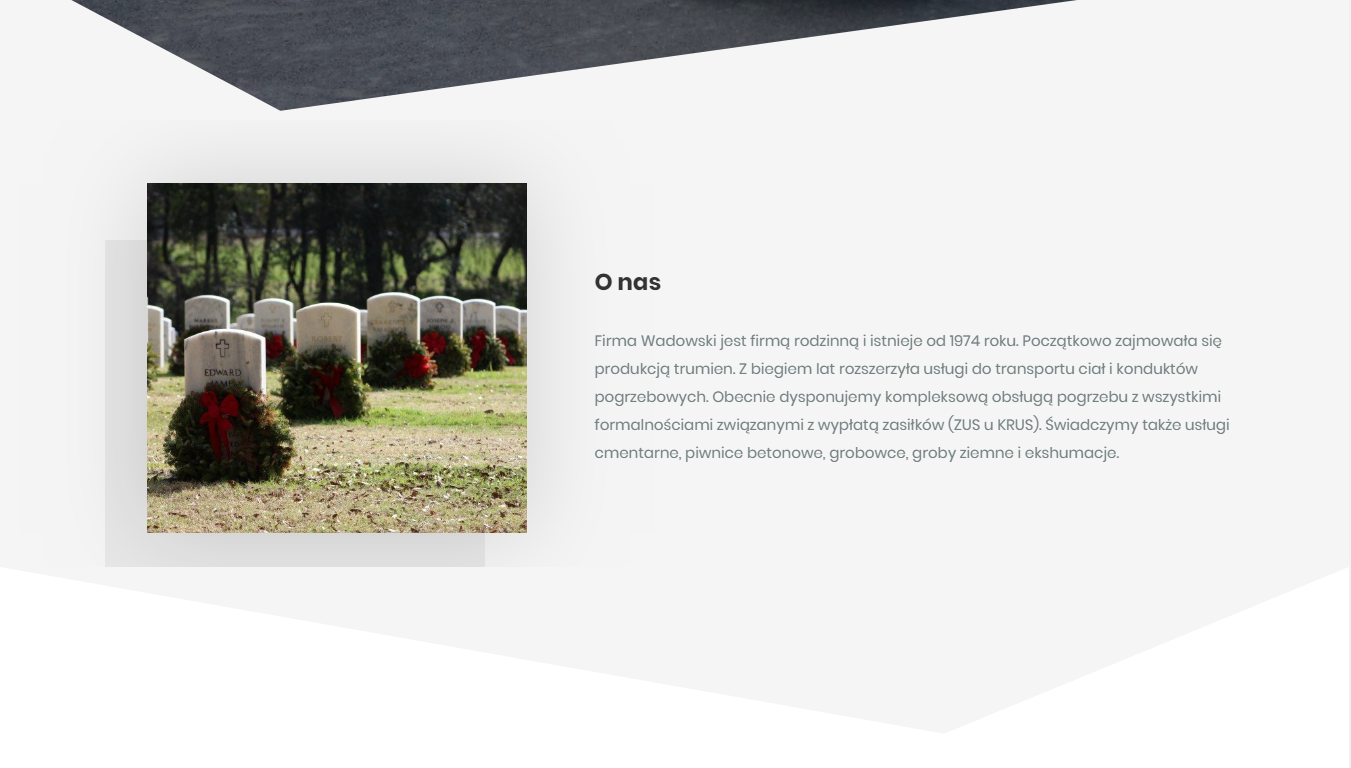 O nas
Firma Wadowski jest firmą rodzinną i istnieje od 1974 roku. Początkowo zajmowała się
produkcją trumien. Z biegiem lat rozszerzyła usługi do transportu ciał i konduktów
pogrzebowych. Obecnie dysponujemy kompleksową obsługą pogrzebu z wszystkimi
formalnościami związanymi z wypłatą zasiłków (ZUS u KRUS). Świadczymy także usługi
cmentarne, piwnice betonowe, grobowce, groby ziemne i ekshumacje.
EDWARD
JAMES